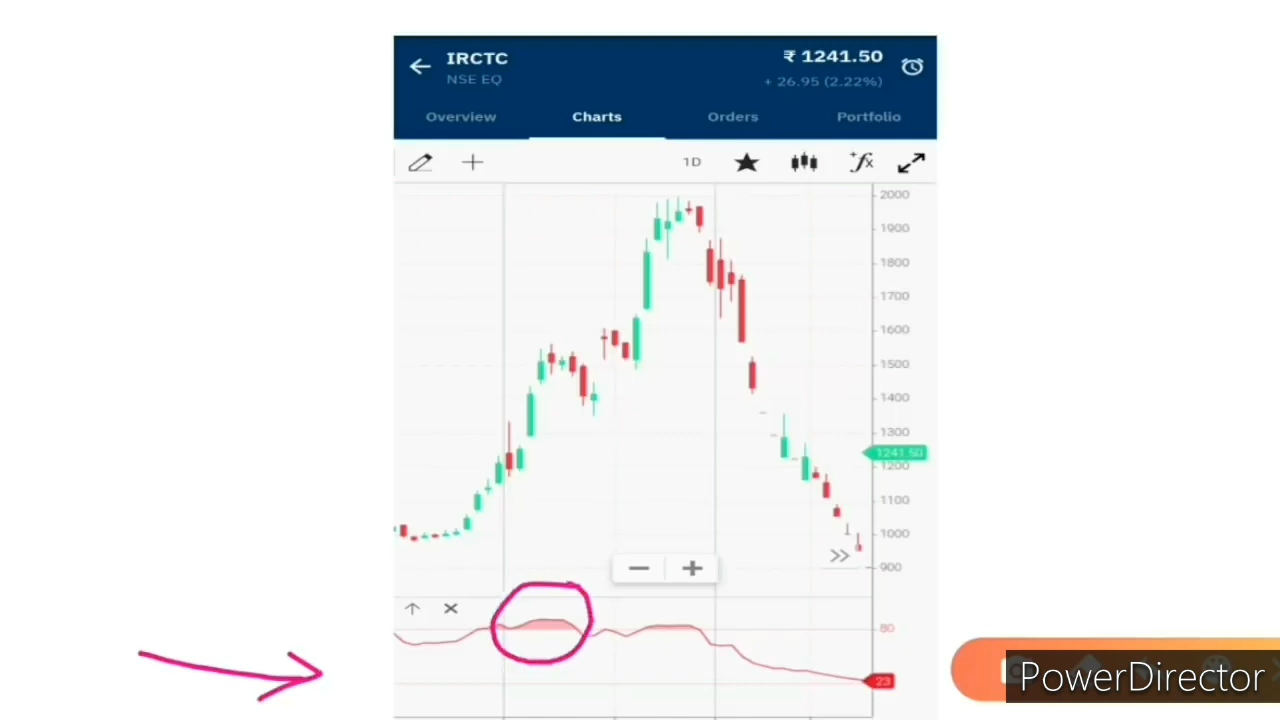 IRCTC
₹ 1241.50
NSE EQ
+ 26.95 (2.22%)
Overview Charts Orders Portfolio
1D
fx
2000
1900
1800
1700
1600
1500
1400
1300
1241.50
1200
1100
1000
900
80
23
PowerDirector